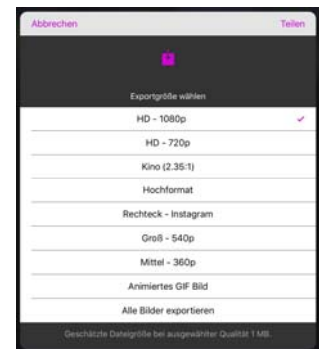 Abbrechen Teilen
Exportgröße wählen
HD - 1080p
HD - 720p
Kino (2.35:1)
Hochformat
Rechteck - Instagram
Groß - 540p
Mittel - 360p
Animiertes GIF Bild
Alle Bilder exportieren
Geschätzte Dateigröße bei ausgewählter Qualität 1 MB.